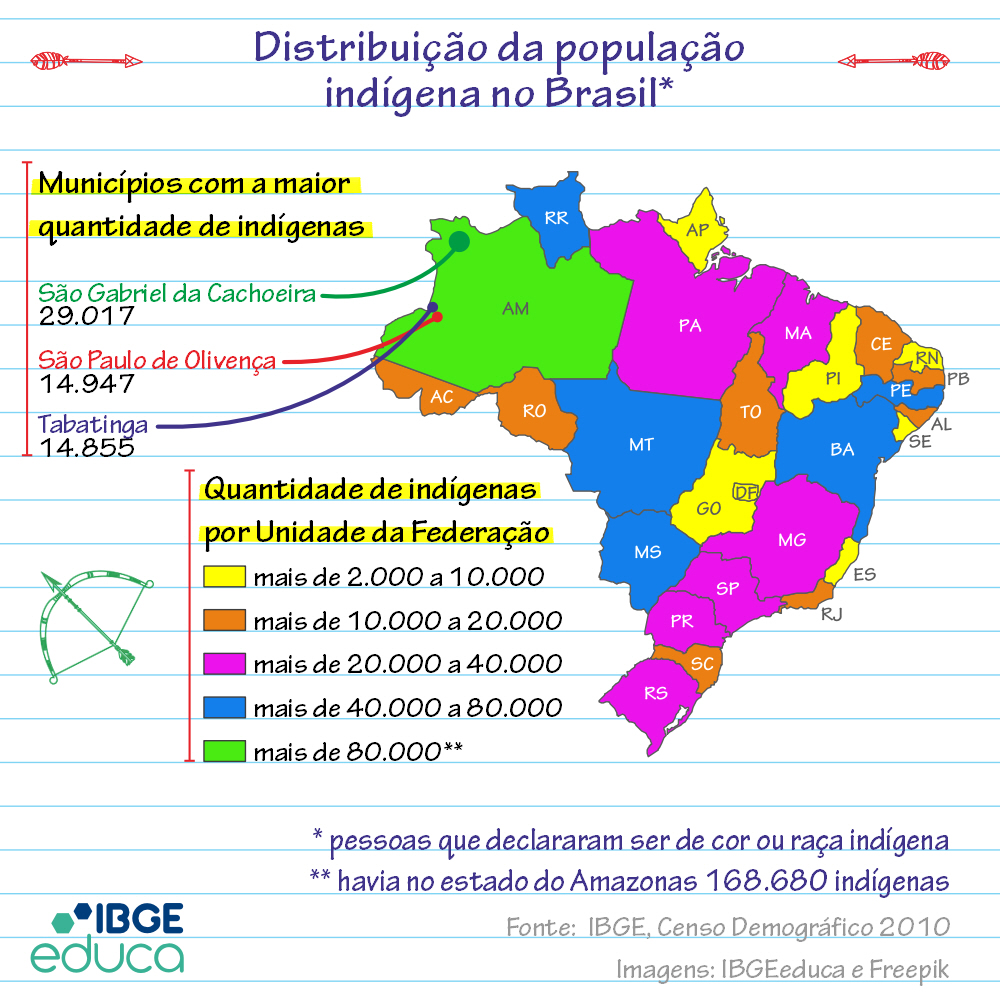 Distribuição da população
indígena no Brasil*
Municípios com a maior
quantidade de indígenas
São Gabriel da Cachoeira
29.017
São Paulo de Olivença
14.947
Tabatinga
14.855
RR
AP
AM
PA
MA
CE
RN
PB
PI
PE
AL
SE
AC
RO
TO
MT
BA
GO
DF
MS
MG
ES
SP
RJ
PR
SC
RS
Quantidade de indígenas
por Unidade da Federação
mais de 2.000 a 10.000
mais de 10.000 a 20.000
mais de 20.000 a 40.000
mais de 40.000 a 80.000
mais de 80.000**
* pessoas que declararam ser de cor ou raça indígena
** havia no estado do Amazonas 168.680 indígenas
IBGE
educa
Fonte: IBGE, Censo Demográfico 2010
Imagens: IBGEeduca e Freepik